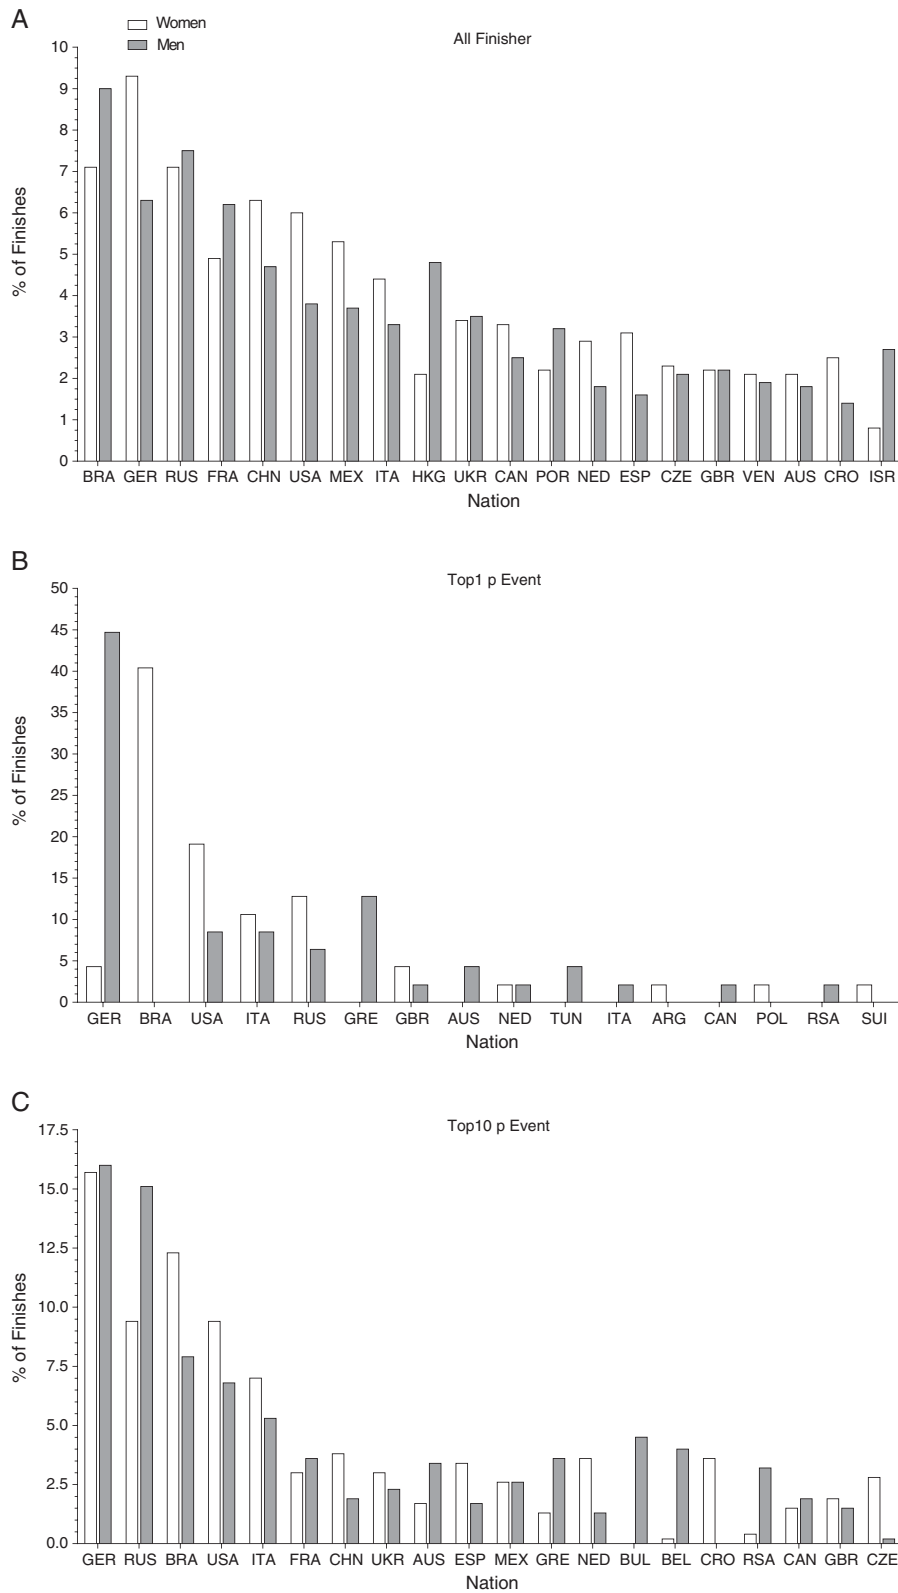 A
Women
Men
All Finisher
10
9
8
7
6
5
4
3
2
1
0
% of Finishes
BRA GER RUS FRA CHN USA MEX ITA HKG UKR CAN POR NED ESP CZE GBR VEN AUS CRO ISR
Nation
B
Top1 p Event
50
45
40
35
30
25
20
15
10
5
0
% of Finishes
GER BRA USA ITA RUS GRE GBR AUS NED TUN ITA ARG CAN POL RSA SUI
Nation
C
Top10 p Event
17.5
15.0
12.5
10.0
7.5
5.0
2.5
0.0
% of Finishes
GER RUS BRA USA ITA FRA CHN UKR AUS ESP MEX GRE NED BUL BEL CRO RSA CAN GBR CZE
Nation